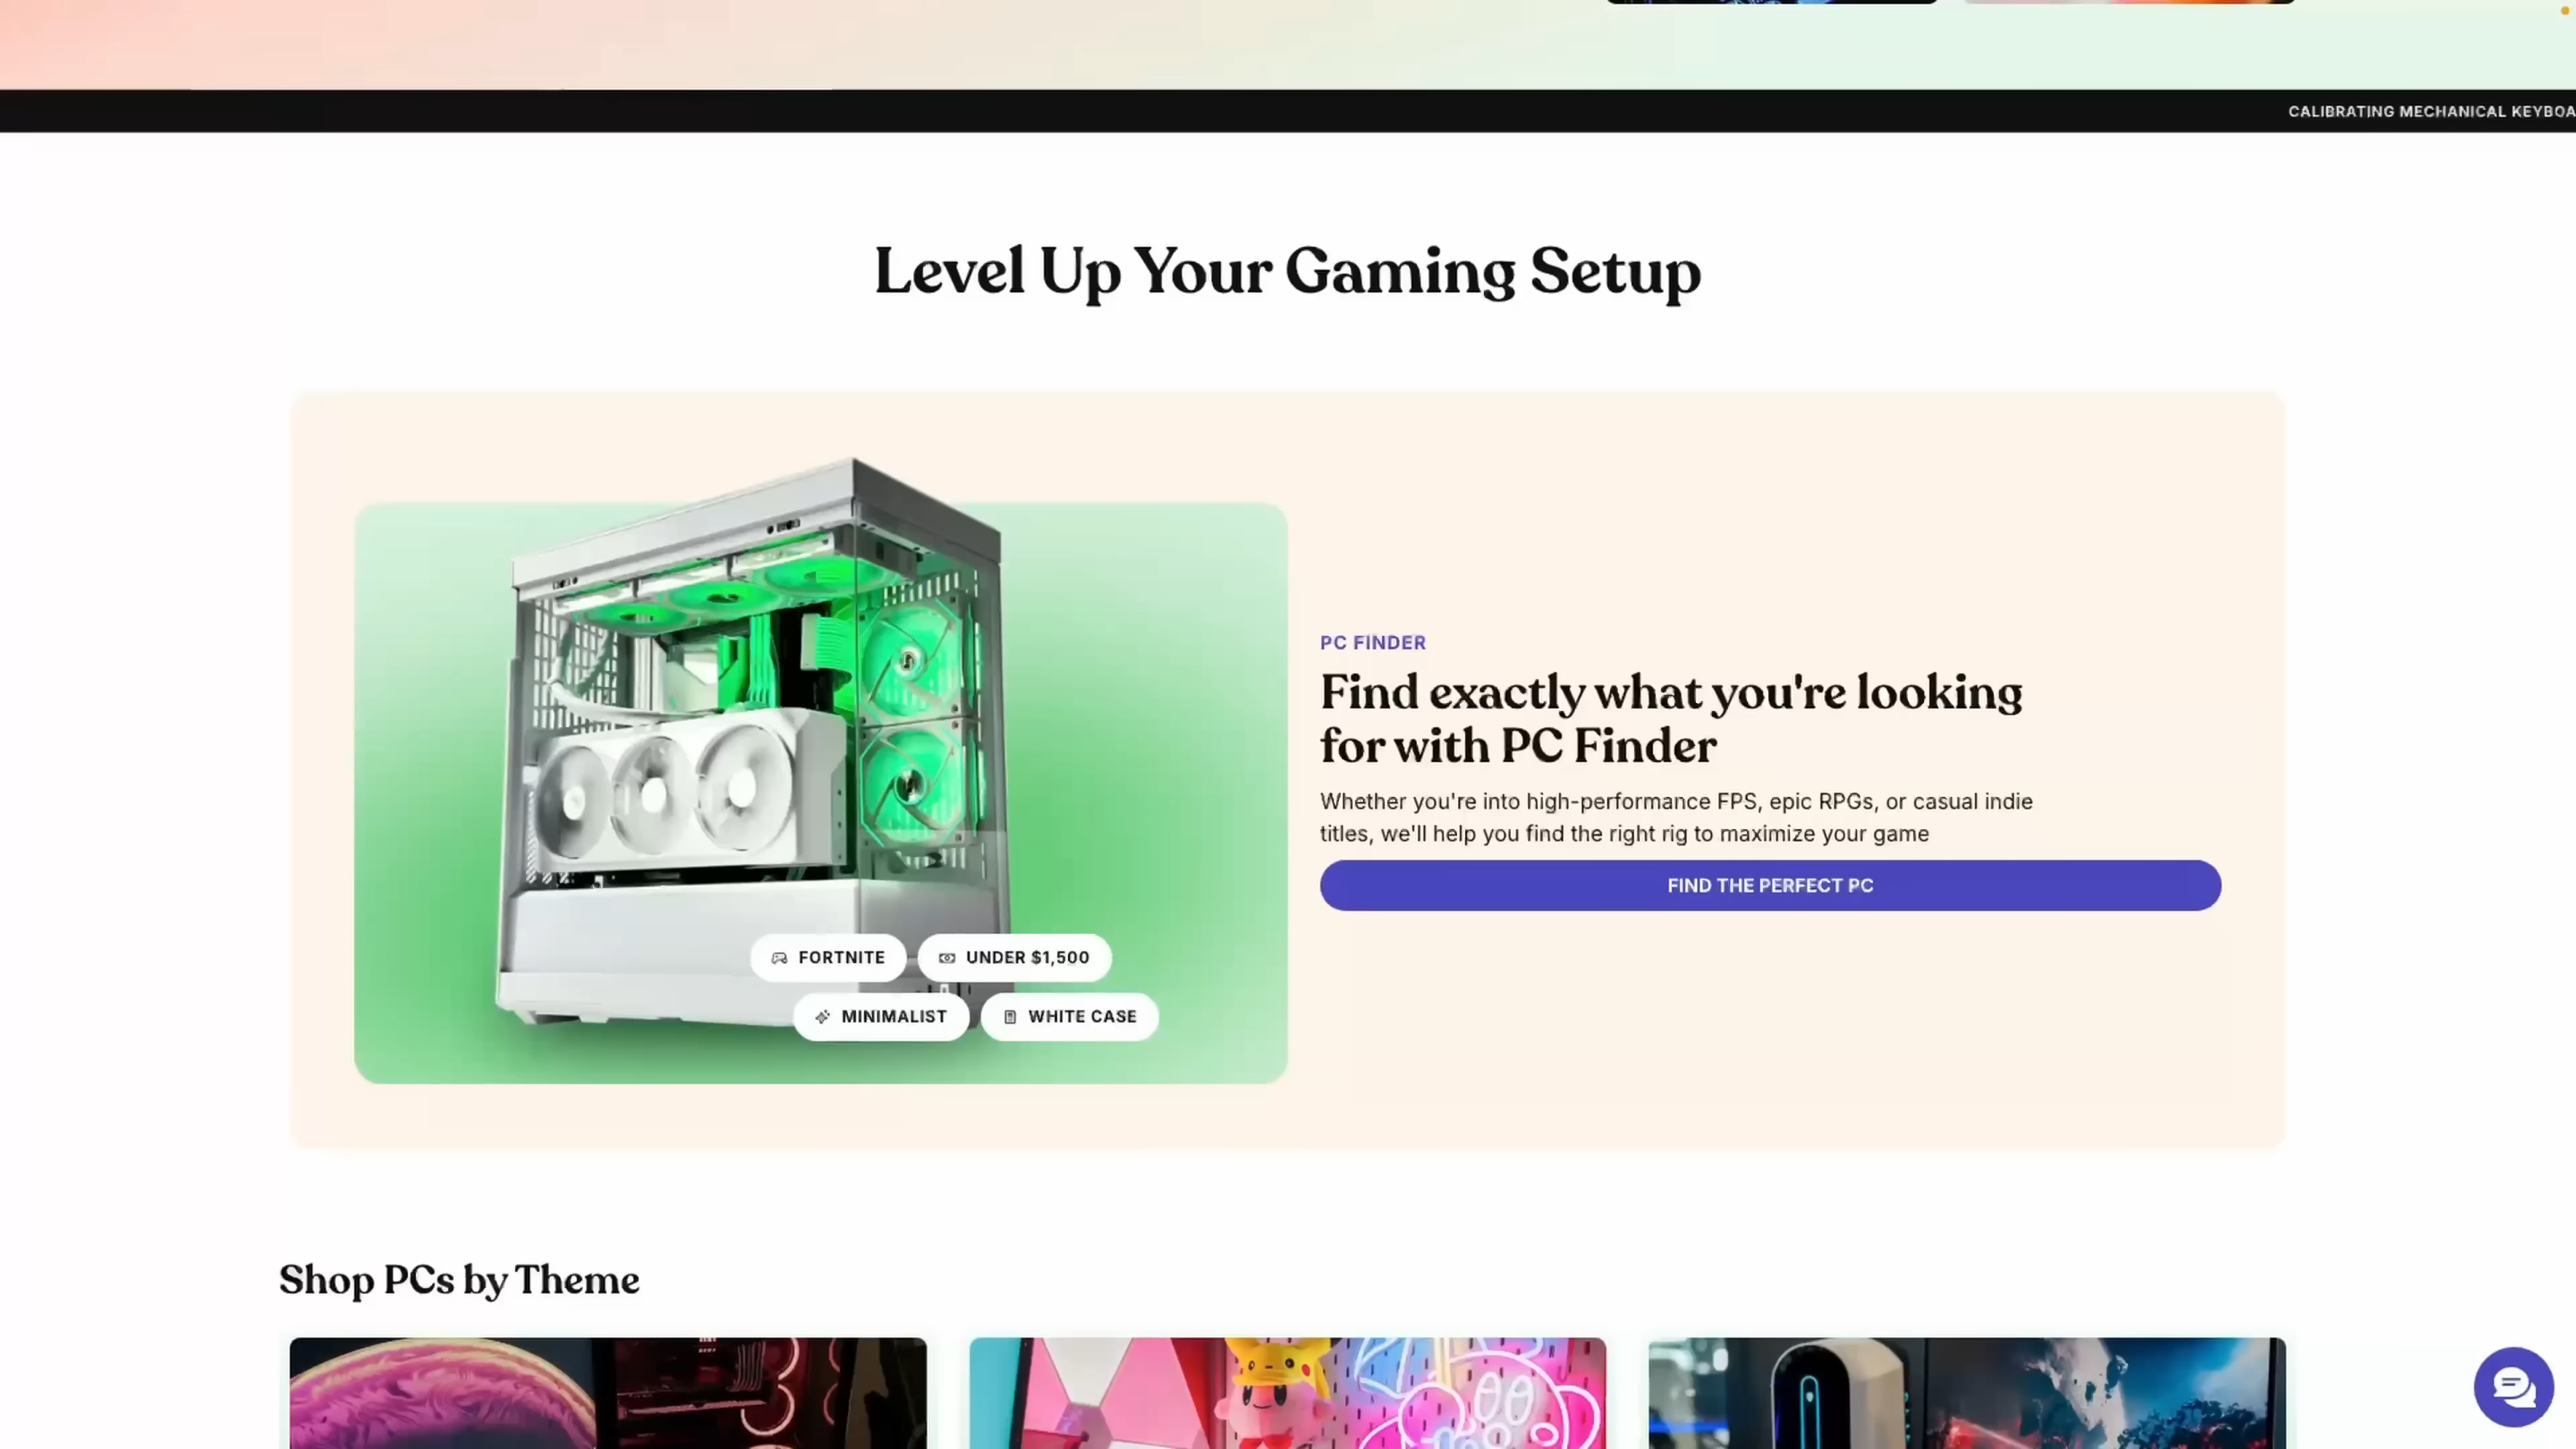 CALIBRATING MECHANICAL
Level Up Your Gaming Setup
PC FINDER
Find exactly what you're looking
for with PC Finder
Whether you're into high-performance FPS, epic RPGs, or casual indie
titles, we'll help you find the right rig to maximize your game
FIND THE PERFECT PC
FORTNITE
UNDER $1,500
MINIMALIST
WHITE CASE
Shop PCs by Theme